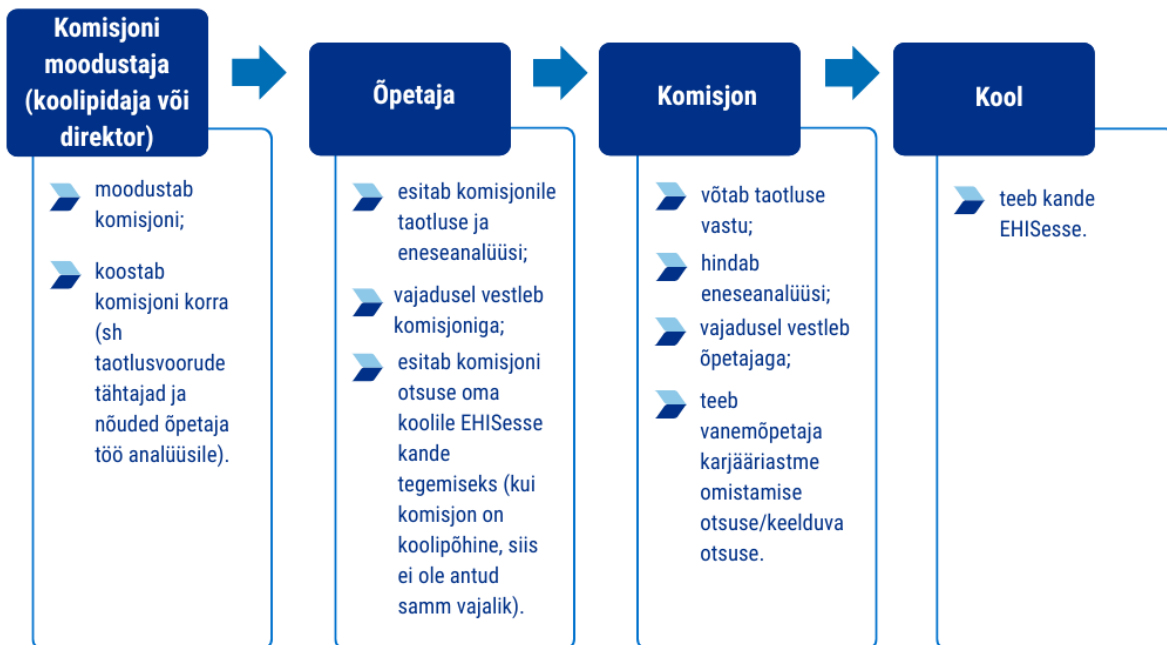 Komisjoni
moodustaja
(koolipidaja või
direktor)
moodustab
komisjoni;
koostab
komisjoni korra
(sh
taotlusvoorude
tähtajad ja
nõuded õpetaja
töö analüüsile).
Õpetaja
esitab komisjonile
taotluse ja
eneseanalüüsi;
vajadusel vestleb
komisjoniga;
esitab komisjoni
otsuse oma
koolile EHISesse
kande
tegemiseks (kui
komisjon on
koolipõhine, siis
ei ole antud
samm vajalik).
Komisjon
võtab taotluse
vastu;
hindab
eneseanalüüsi;
vajadusel vestleb
õpetajaga;
teeb
vanemõpetaja
karjääriastme
omistamise
otsuse/keelduva
otsuse.
Kool
teeb kande
EHISesse.